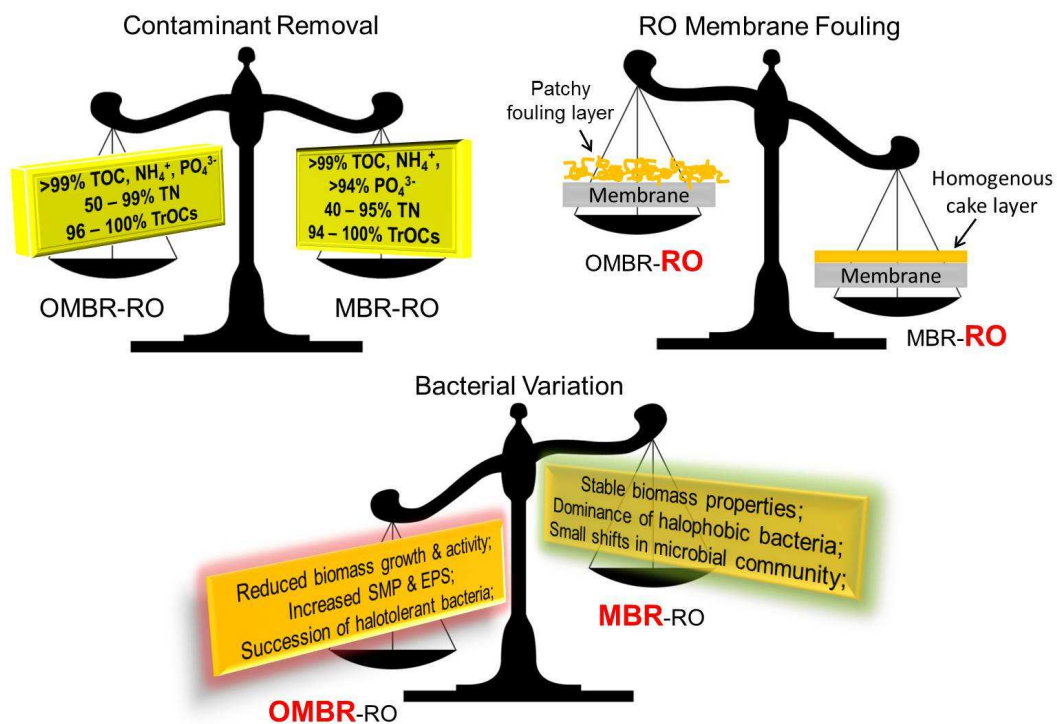 Contaminant Removal
>99% TOC, NH₄⁺, PO₄³⁻
50 – 99% TN
96 – 100% TrOCs
OMBR-RO
>99% TOC, NH₄⁺,
>94% PO₄³⁻
40 – 95% TN
94 – 100% TrOCs
MBR-RO
RO Membrane Fouling
Patchy
fouling layer
Membrane
OMBR-RO
Homogenous
cake layer
Membrane
MBR-RO
Bacterial Variation
Reduced biomass growth & activity;
Increased SMP & EPS;
Succession of halotolerant bacteria;
OMBR-RO
Stable biomass properties;
Dominance of halophobic bacteria;
Small shifts in microbial community;
MBR-RO